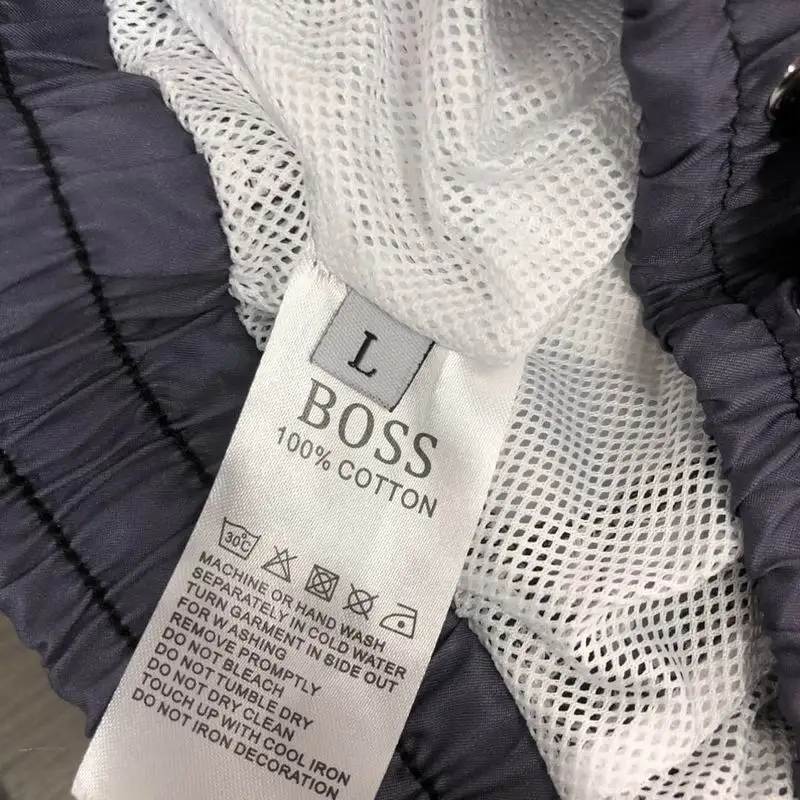 L
BOSS
100% COTTON
30℃
MACHINE OR HAND WASH
SEPARATELY IN COLD WATER
TURN GARMENT IN SIDE OUT
FOR WASHING
REMOVE PROMPTLY
DO NOT BLEACH
DO NOT TUMBLE DRY
DO NOT DRY CLEAN
TOUCH UP WITH COOL IRON
DO NOT IRON DECORATION